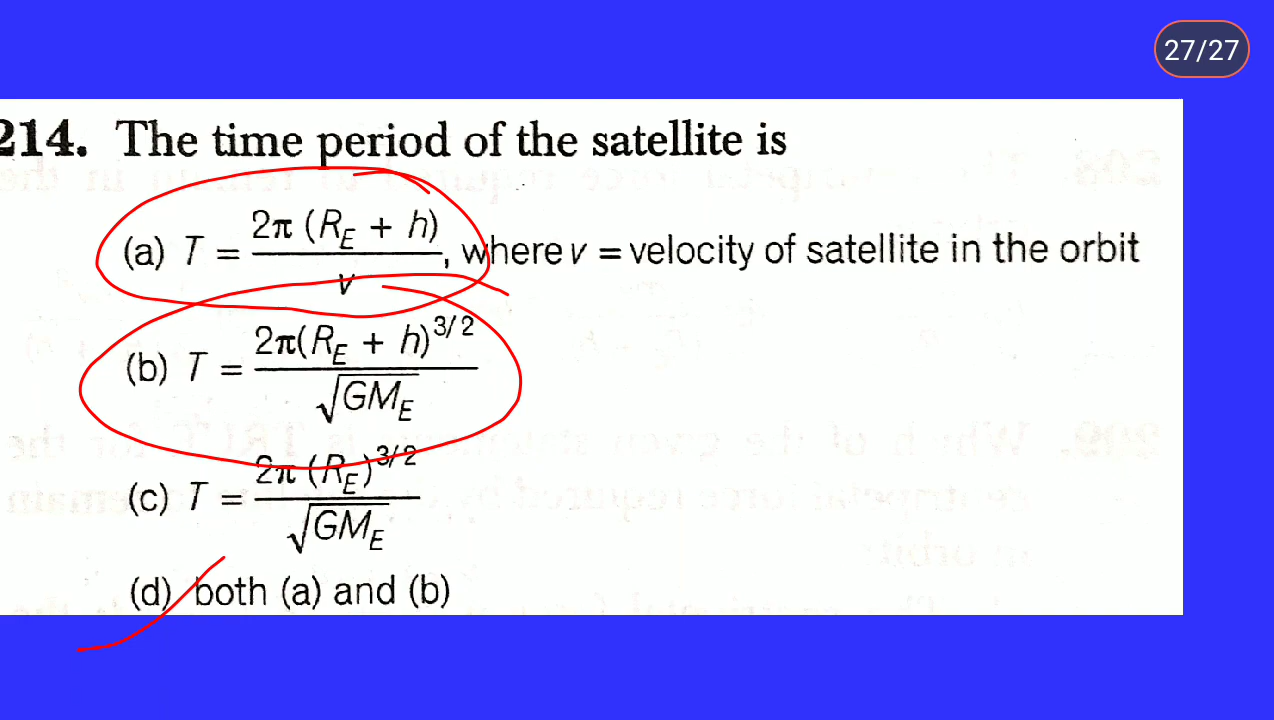 27/27
214. The time period of the satellite is
(a) T = 2π (R_E + h) / v, where v = velocity of satellite in the orbit
(b) T = 2π(R_E + h)^3/2 / √GM_E
(c) T = 2π (R_E)^3/2 / √GM_E
(d) both (a) and (b)